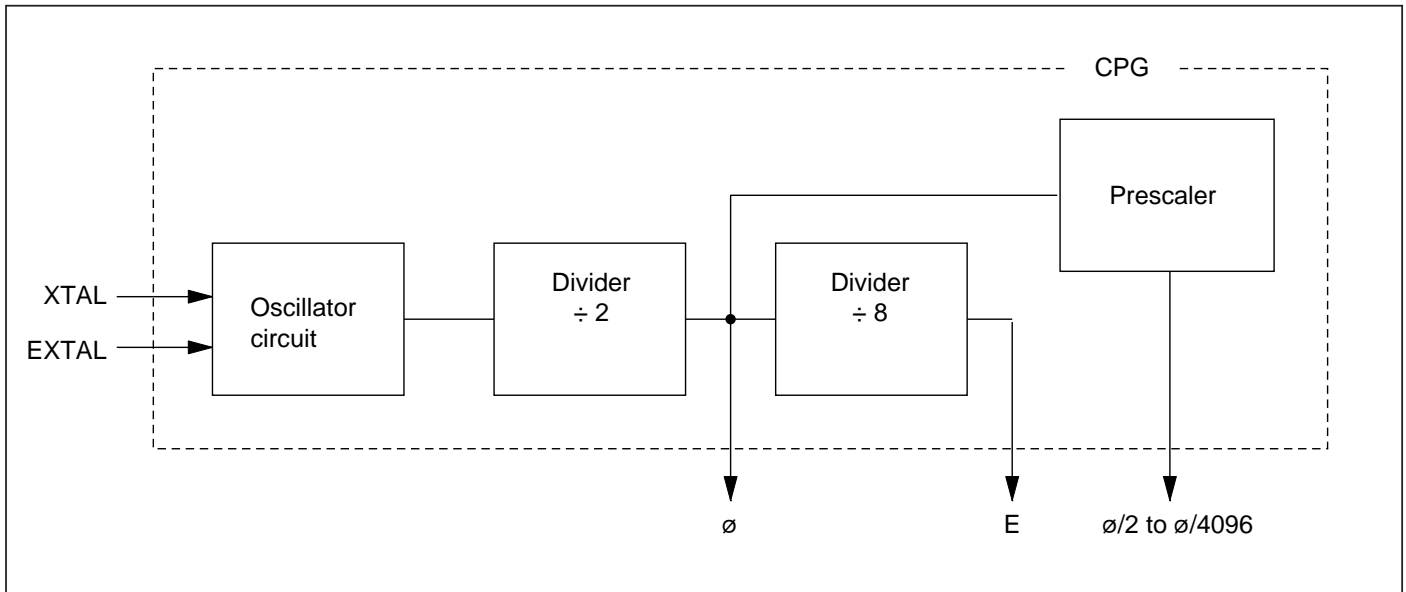 CPG
Prescaler
XTAL
EXTAL
Oscillator
circuit
Divider
÷ 2
Divider
÷ 8
ø
E
ø/2 to ø/4096